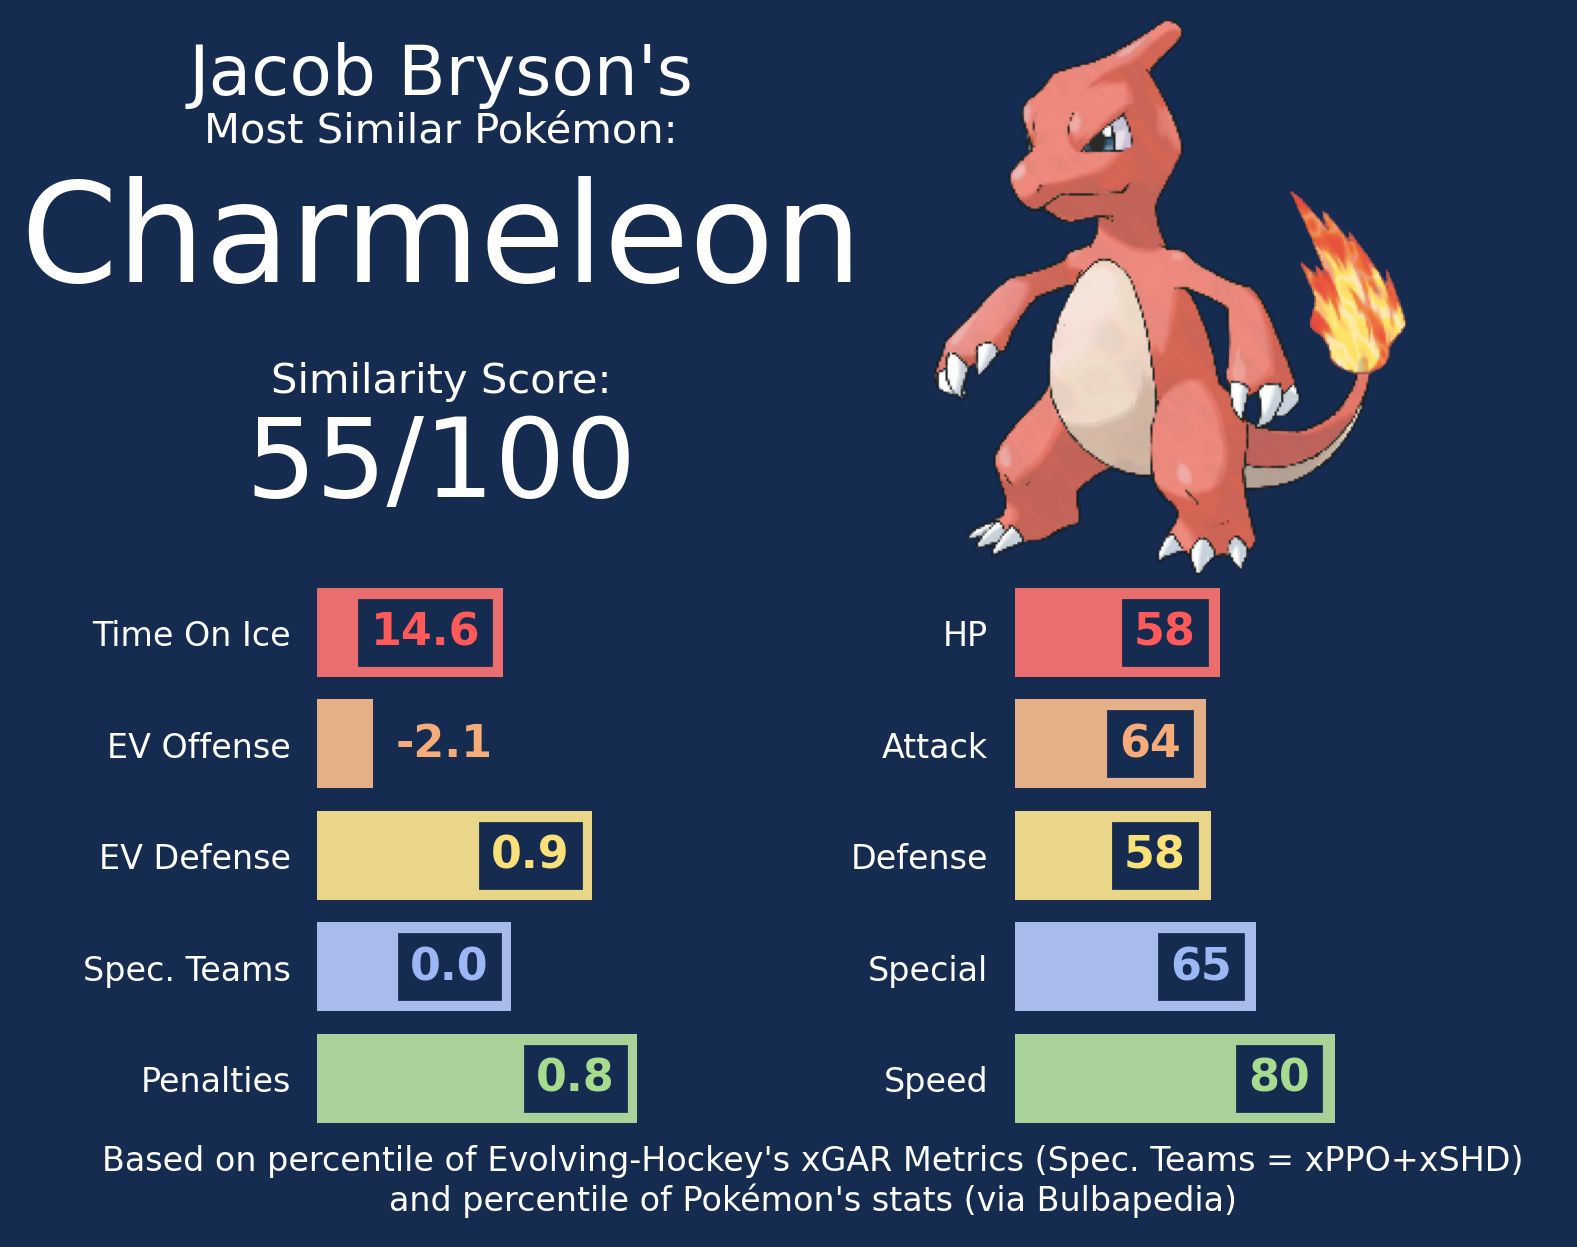 Jacob Bryson's
Most Similar Pokémon:
Charmeleon
Similarity Score:
55/100
Time On Ice 14.6
EV Offense -2.1
EV Defense 0.9
Spec. Teams 0.0
Penalties 0.8
HP 58
Attack 64
Defense 58
Special 65
Speed 80
Based on percentile of Evolving-Hockey's xGAR Metrics (Spec. Teams = xPPO+xSHD)
and percentile of Pokémon's stats (via Bulbapedia)